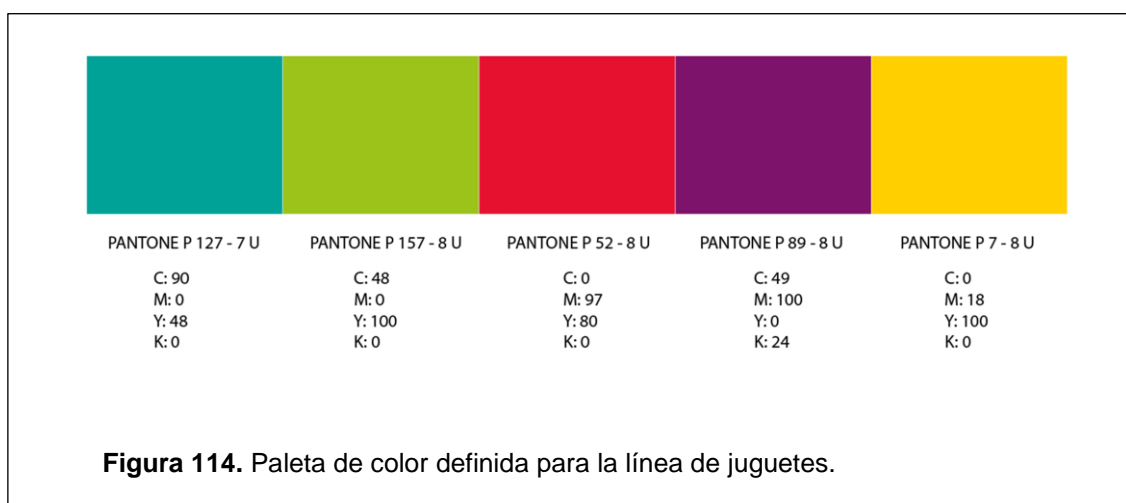 PANTONE P 127 - 7 U
C: 90
M: 0
Y: 48
K: 0
PANTONE P 157 - 8 U
C: 48
M: 0
Y: 100
K: 0
PANTONE P 52 - 8 U
C: 0
M: 97
Y: 80
K: 0
PANTONE P 89 - 8 U
C: 49
M: 100
Y: 0
K: 24
PANTONE P 7 - 8 U
C: 0
M: 18
Y: 100
K: 0
Figura 114. Paleta de color definida para la línea de juguetes.